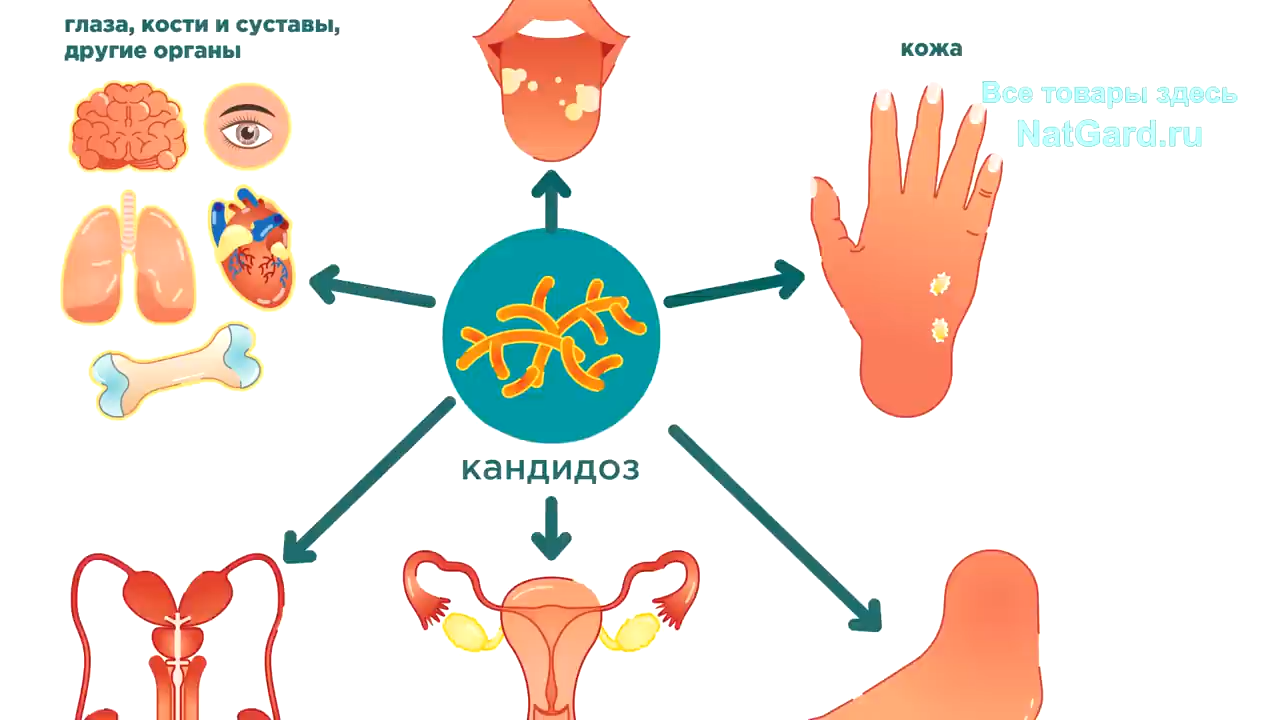 глаза, кости и суставы,
другие органы
кожа
Все товары здесь
NatGard.ru
кандидоз